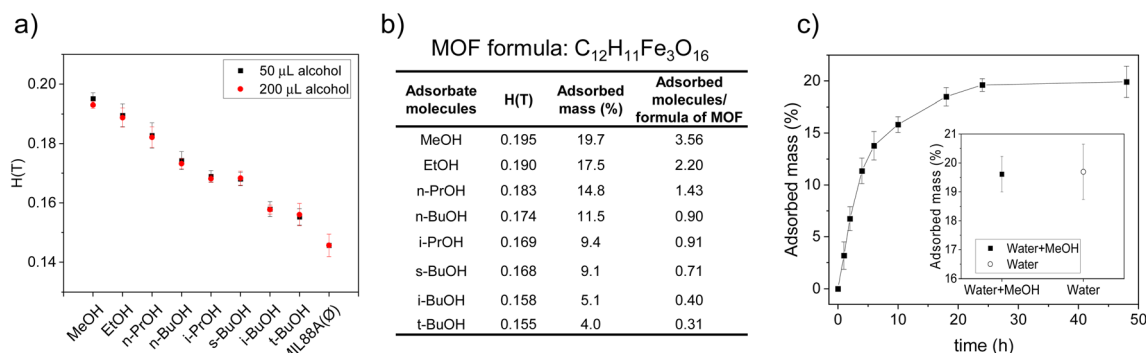 a)
H(T)
0.20
0.18
0.16
0.14
50 μL alcohol
200 μL alcohol
MeOH
EtOH
n-PrOH
n-BuOH
i-PrOH
s-BuOH
i-BuOH
t-BuOH
MIL88A(Ø)
b)
MOF formula: C12H11Fe3O16
Adsorbate molecules H(T) Adsorbed mass (%) Adsorbed molecules/ formula of MOF
MeOH 0.195 19.7 3.56
EtOH 0.190 17.5 2.20
n-PrOH 0.183 14.8 1.43
n-BuOH 0.174 11.5 0.90
i-PrOH 0.169 9.4 0.91
s-BuOH 0.168 9.1 0.71
i-BuOH 0.158 5.1 0.40
t-BuOH 0.155 4.0 0.31
c)
Adsorbed mass (%)
20
15
10
5
0
0 10 20 30 40 50
time (h)
Adsorbed mass (%)
21
20
19
18
17
16
Water+MeOH
Water
Water+MeOH Water